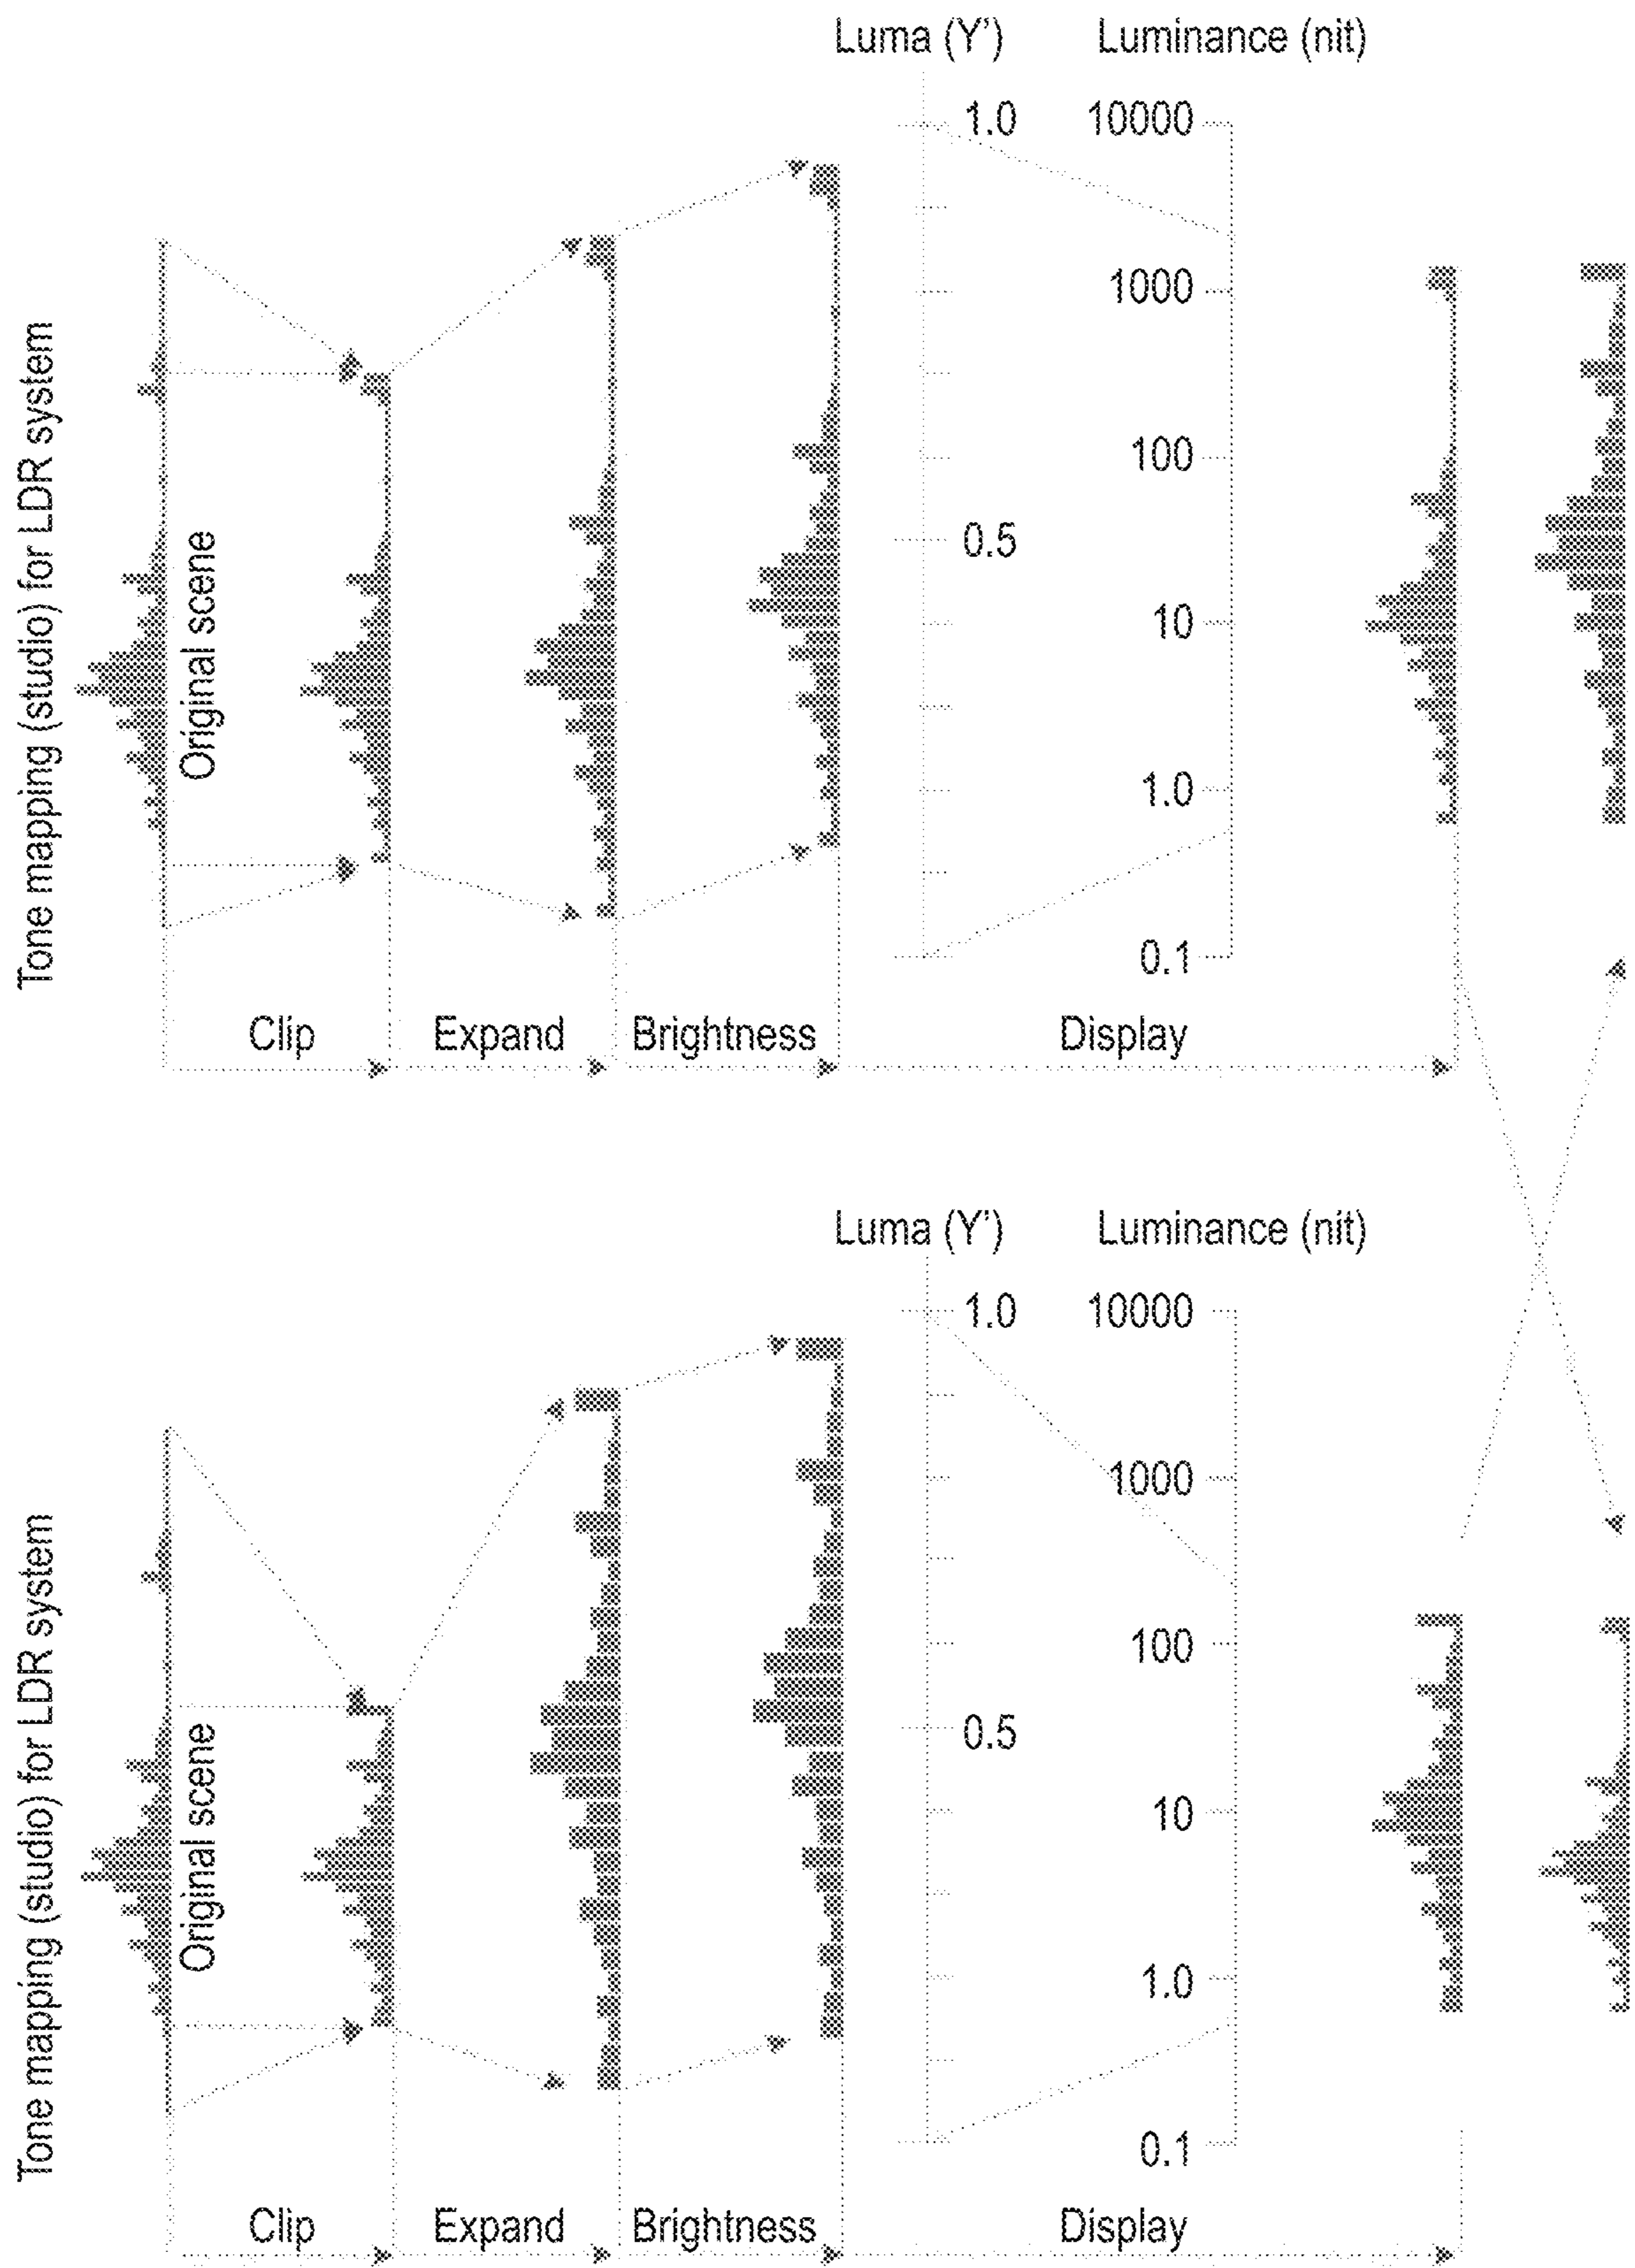 Tone mapping (studio) for LDR system
Original scene
Luma (Y') Luminance (nit)
1.0 10000
1000
100
0.5
10
1.0
0.1
Clip Expand Brightness Display
Tone mapping (studio) for LDR system
Original scene
Luma (Y') Luminance (nit)
1.0 10000
1000
100
0.5
10
1.0
0.1
Clip Expand Brightness Display